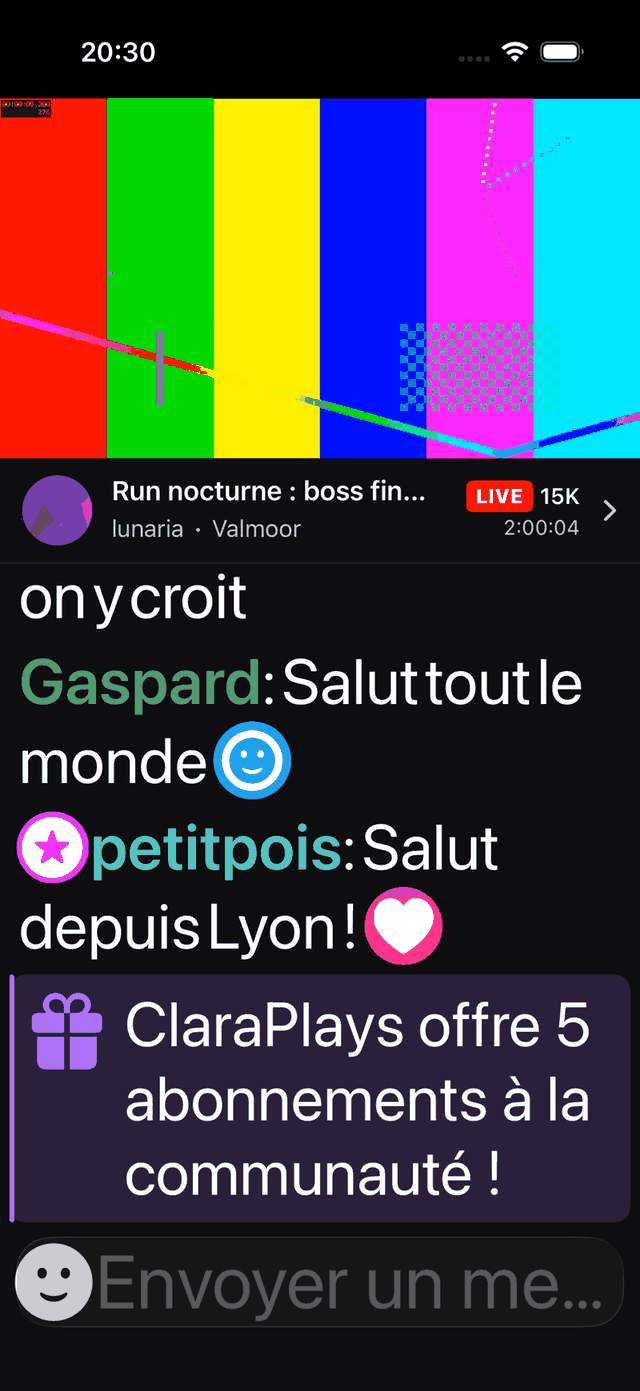 20:30
Run nocturne : boss fin...
LIVE 15K
lunaria · Valmoor
2:00:04
on y croit
Gaspard: Salut tout le
monde
petitpois: Salut
depuis Lyon !
ClaraPlays offre 5
abonnements à la
communauté !
Envoyer un me...